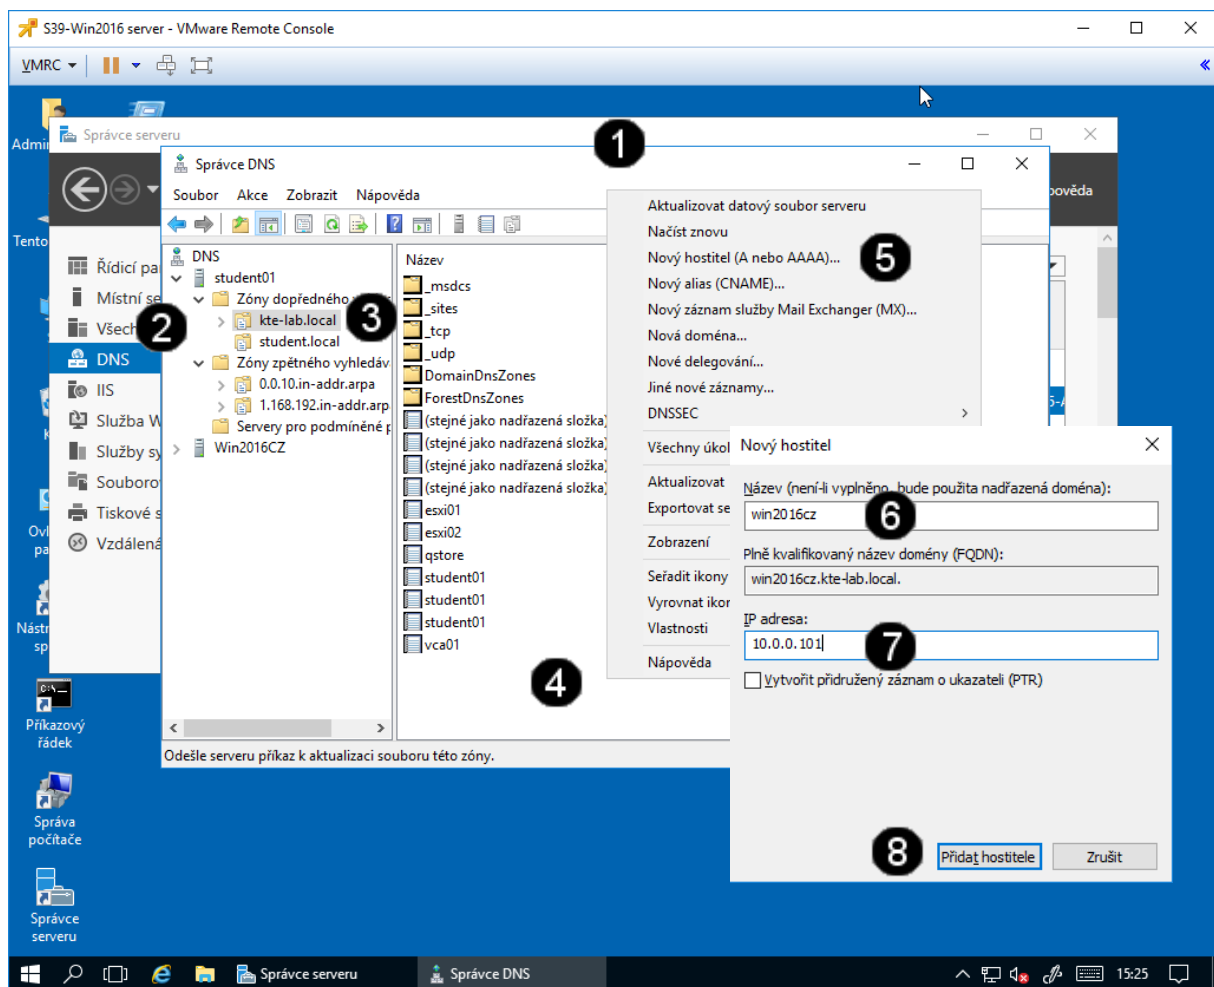 S39-Win2016 server - VMware Remote Console
VMRC
Admi
Správce serveru
1
Správce DNS
Soubor Akce Zobrazit Nápověda
Tento
Řídicí pa
Místní se
Všech
2
DNS
IIS
Služba W
Služby sy
Souboro
Tiskové s
Vzdálená
DNS
student01
Zóny dopředného
kte-lab.local
3
student.local
Zóny zpětného vyhledáv
0.0.10.in-addr.arpa
1.168.192.in-addr.arp
Servery pro podmíněné
Win2016CZ
Název
_msdcs
_sites
_tcp
_udp
DomainDnsZones
ForestDnsZones
(stejné jako nadřazená složka)
(stejné jako nadřazená složka)
(stejné jako nadřazená složka)
(stejné jako nadřazená složka)
esxi01
esxi02
qstore
student01
student01
student01
vca01
4
Odešle serveru příkaz k aktualizaci souboru této zóny.
Aktualizovat datový soubor serveru
Načíst znovu
Nový hostitel (A nebo AAAA)...
5
Nový alias (CNAME)...
Nový záznam služby Mail Exchanger (MX)...
Nová doména...
Nové delegování...
Jiné nové záznamy...
DNSSEC
Všechny úkol
Aktualizovat
Exportovat se
Zobrazení
Seřadit ikony
Vyrovnat ikor
Vlastnosti
Nápověda
ověda
Nový hostitel
Název (není-li vyplněno, bude použita nadřazená doména):
win2016cz
6
Plně kvalifikovaný název domény (FQDN):
win2016cz.kte-lab.local.
IP adresa:
10.0.0.101
7
Vytvořit přidružený záznam o ukazateli (PTR)
8
Přidat hostitele
Zrušit
Ovl
pa
Nástr
sp
Příkazový
řádek
Správa
počítače
Správce
serveru
Správce serveru
Správce DNS
15:25